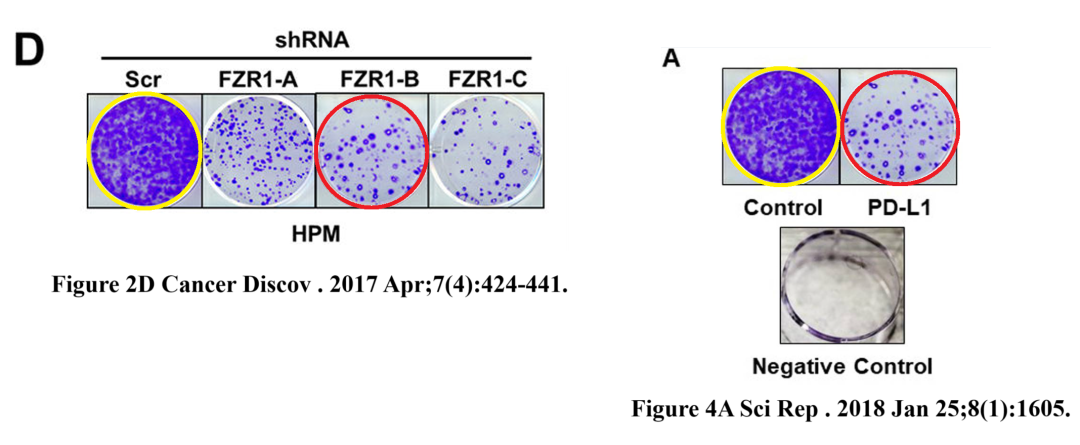 D
shRNA
Scr FZR1-A FZR1-B FZR1-C
HPM
Figure 2D Cancer Discov . 2017 Apr;7(4):424-441.
A
Control PD-L1
Negative Control
Figure 4A Sci Rep . 2018 Jan 25;8(1):1605.